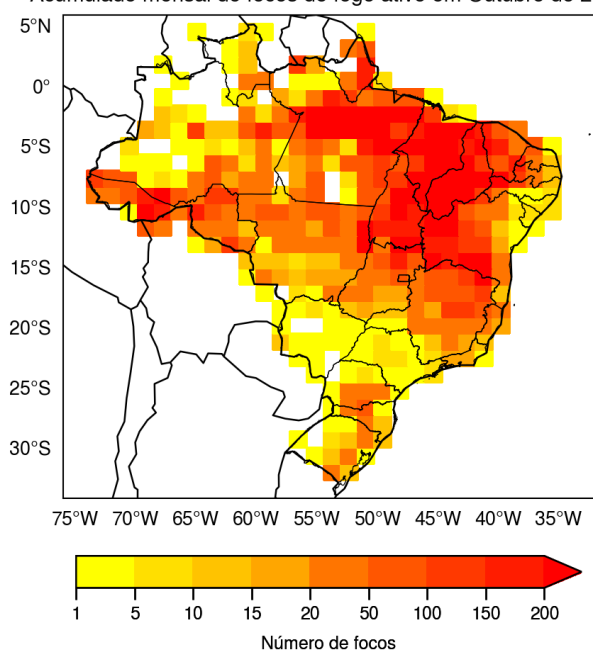 Acumulado mensal de focos de fogo ativo em Outubro de 2
5°N
0°
5°S
10°S
15°S
20°S
25°S
30°S
75°W 70°W 65°W 60°W 55°W 50°W 45°W 40°W 35°W
1 5 10 15 20 50 100 150 200
Número de focos